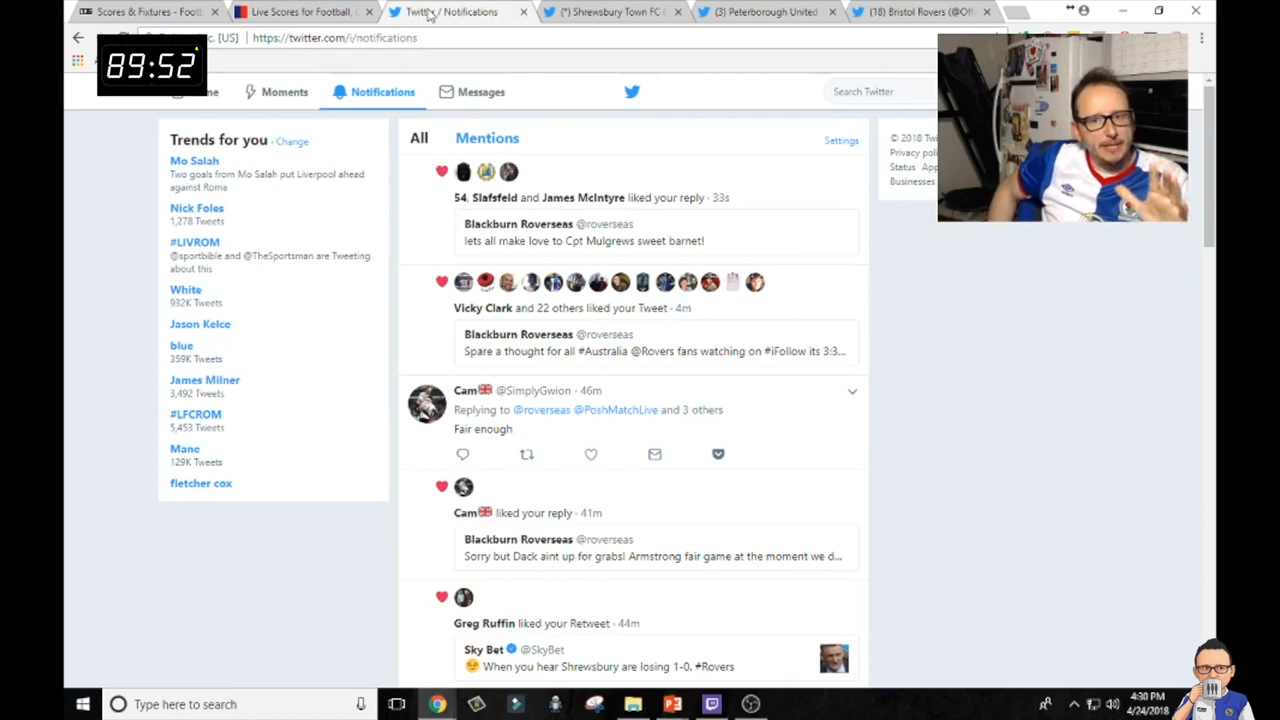 Scores & Fixtures - Footb
Live Scores for Football, C
Twitter / Notifications
(*) Shrewsbury Town FC (
(3) Peterborough United
(18) Bristol Rovers (@Offi
[US]
https://twitter.com/i/notifications
89:52
Moments
Notifications
Messages
Search Twitter
Trends for you · Change
Mo Salah
Two goals from Mo Salah put Liverpool ahead
against Roma
Nick Foles
1,278 Tweets
#LIVROM
@sportbible and @TheSportsman are Tweeting
about this
White
932K Tweets
Jason Kelce
blue
359K Tweets
James Milner
3,492 Tweets
#LFCROM
5,453 Tweets
Mane
129K Tweets
fletcher cox
All
Mentions
Settings
54, Slafsfeld and James McIntyre liked your reply · 33s
Blackburn Roverseas @roverseas
lets all make love to Cpt Mulgrews sweet barnet!
Vicky Clark and 22 others liked your Tweet · 4m
Blackburn Roverseas @roverseas
Spare a thought for all #Australia @Rovers fans watching on #iFollow its 3:3...
Cam @SimplyGwion · 46m
Replying to @roverseas @PoshMatchLive and 3 others
Fair enough
Cam liked your reply · 41m
Blackburn Roverseas @roverseas
Sorry but Dack aint up for grabs! Armstrong fair game at the moment we d...
Greg Ruffin liked your Retweet · 44m
Sky Bet @SkyBet
When you hear Shrewsbury are losing 1-0. #Rovers
© 2018 Twi
Privacy poli
Status
Businesses
Type here to search
4:30 PM
4/24/2018